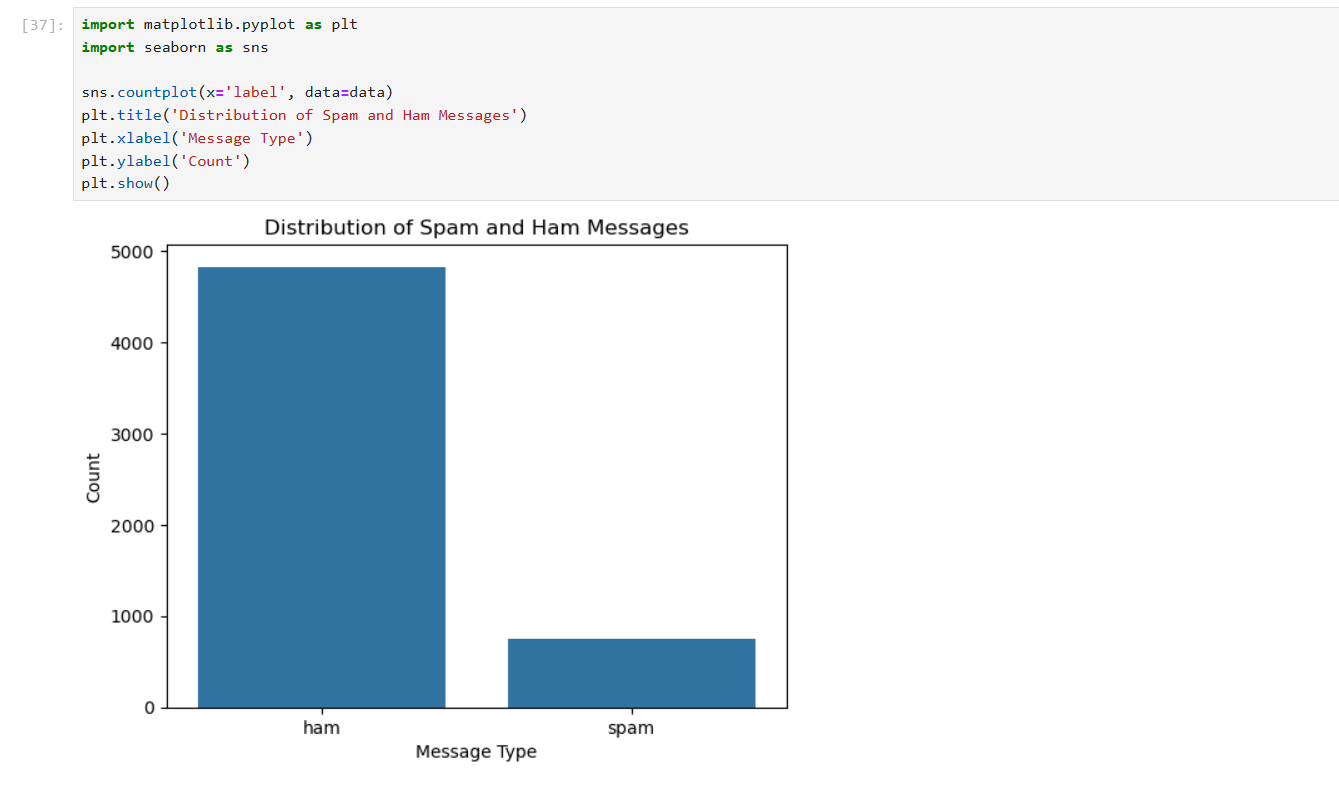 [37]:
import matplotlib.pyplot as plt
import seaborn as sns
sns.countplot(x='label', data=data)
plt.title('Distribution of Spam and Ham Messages')
plt.xlabel('Message Type')
plt.ylabel('Count')
plt.show()
Distribution of Spam and Ham Messages
5000
4000
3000
2000
1000
0
Count
ham spam
Message Type